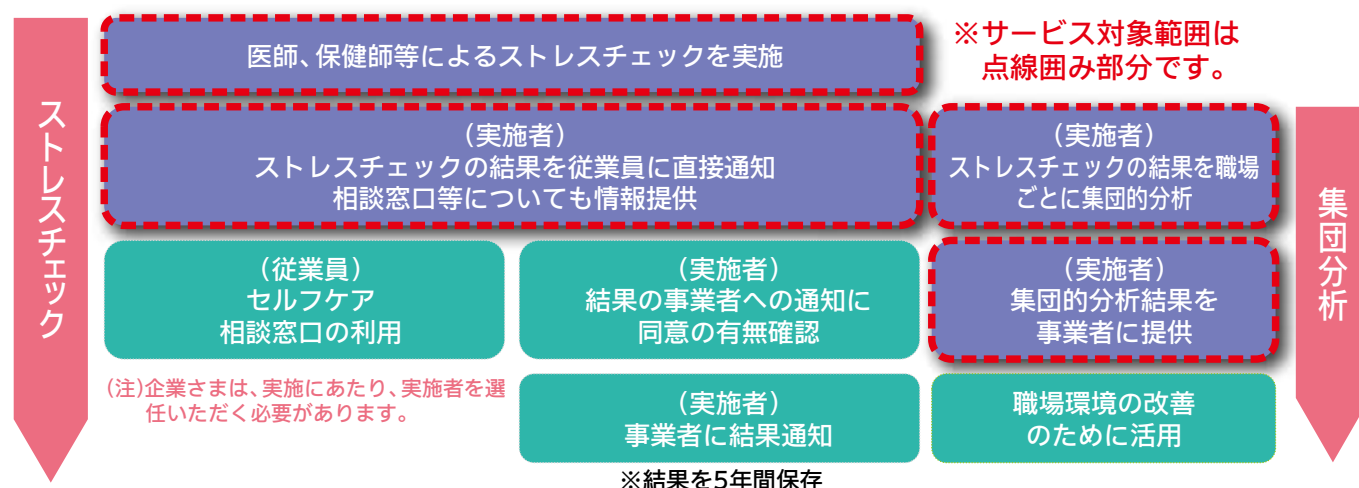 医師、保健師等によるストレスチェックを実施
※サービス対象範囲は
点線囲み部分です。
ストレスチェック
(実施者)
ストレスチェックの結果を従業員に直接通知
相談窓口等についても情報提供
(実施者)
ストレスチェックの結果を職場
ごとに集団的分析
集団分析
(従業員)
セルフケア
相談窓口の利用
(実施者)
結果の事業者への通知に
同意の有無確認
(実施者)
集団的分析結果を
事業者に提供
(注)企業さまは、実施にあたり、実施者を選
任いただく必要があります。
(実施者)
事業者に結果通知
職場環境の改善
のために活用
※結果を5年間保存